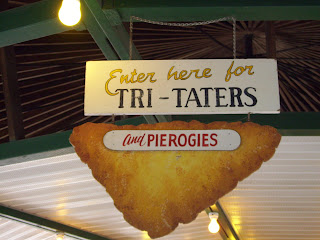 Enter here for
TRI-TATERS
and PIEROGIES